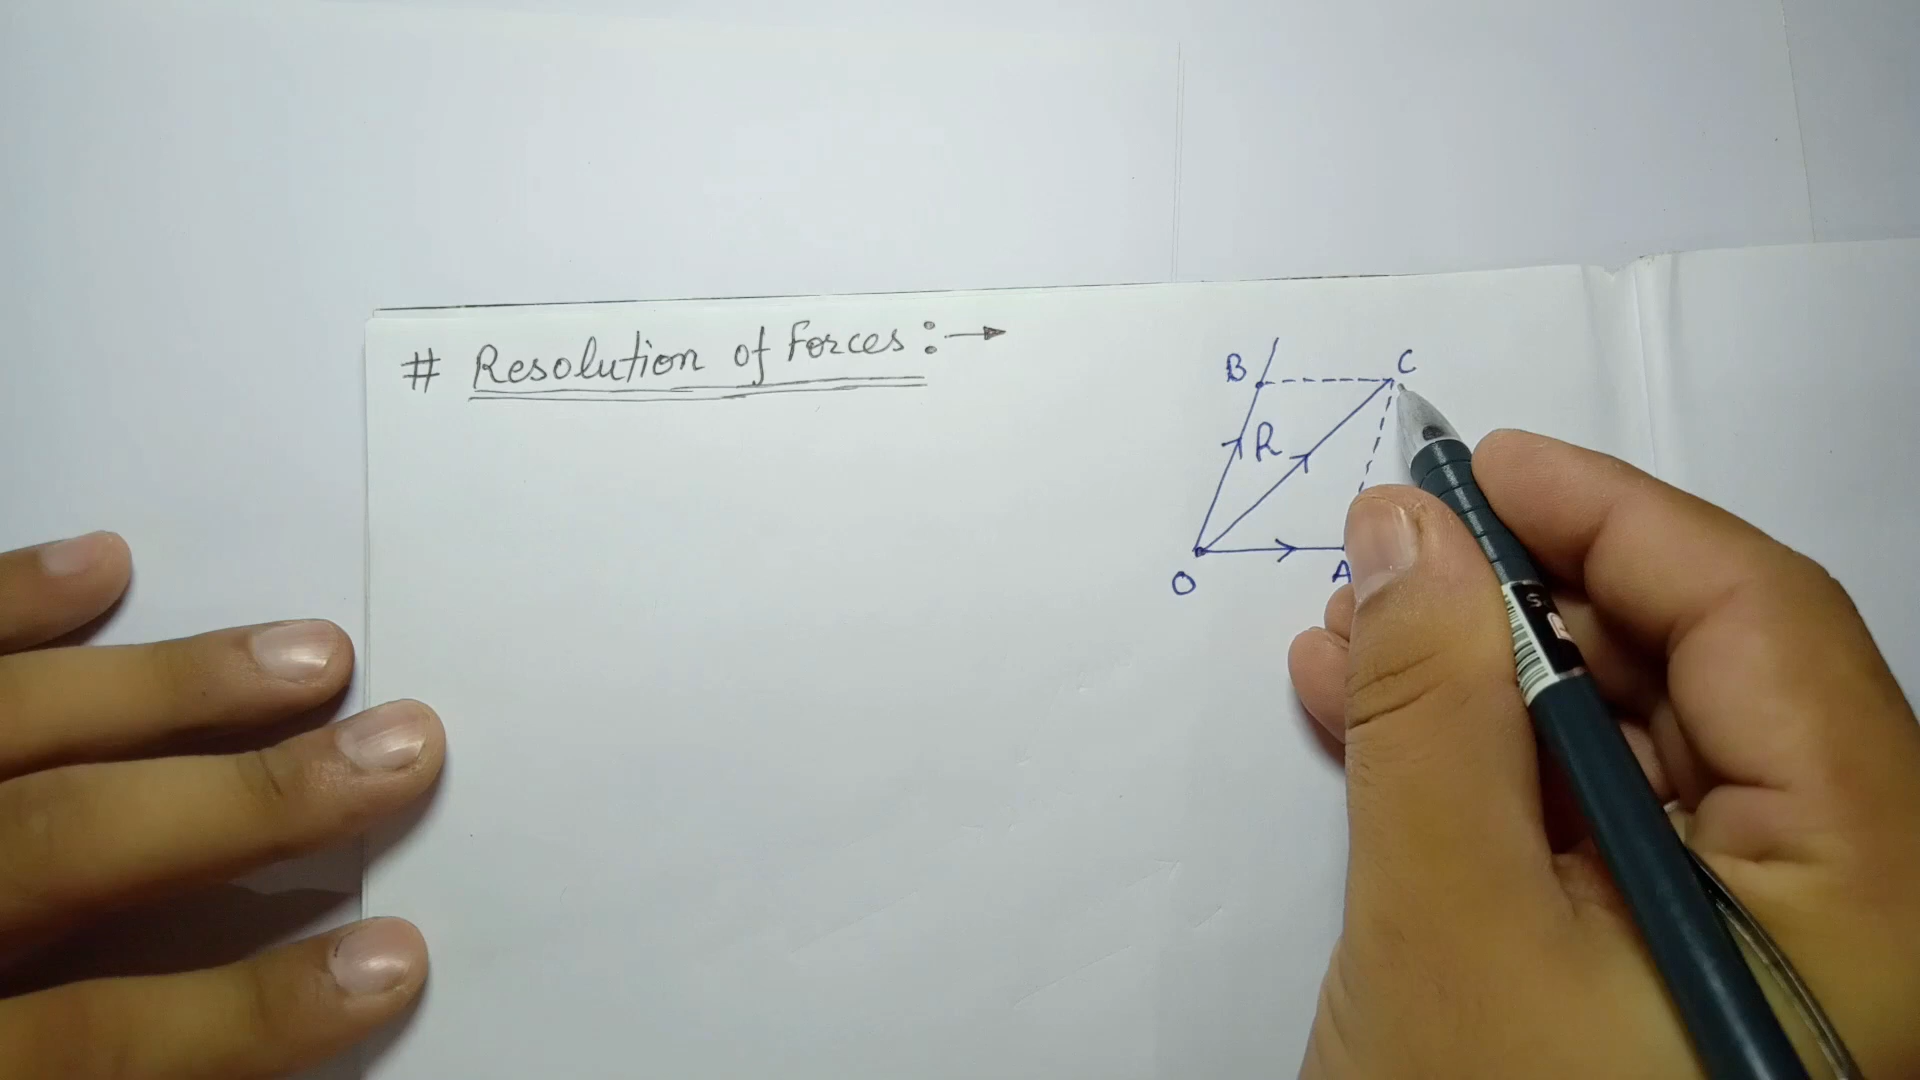 # Resolution of Forces :→
B C
R
O A